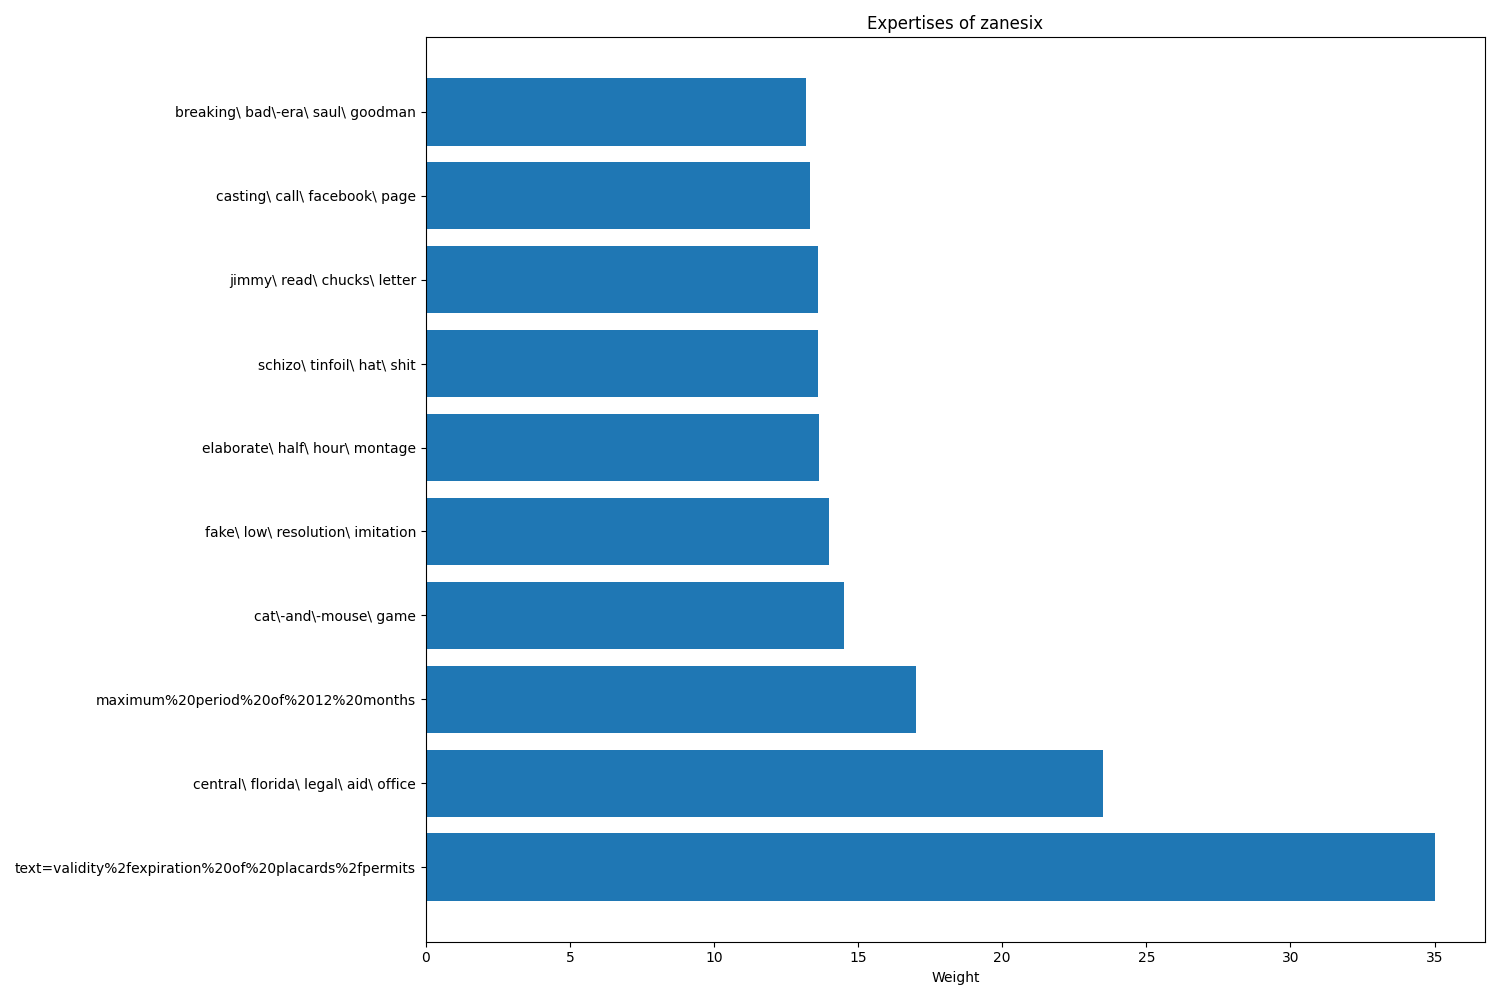 Expertises of zanesix
breaking\ bad\-era\ saul\ goodman
casting\ call\ facebook\ page
jimmy\ read\ chucks\ letter
schizo\ tinfoil\ hat\ shit
elaborate\ half\ hour\ montage
fake\ low\ resolution\ imitation
cat\-and\-mouse\ game
maximum%20period%20of%2012%20months
central\ florida\ legal\ aid\ office
text=validity%2fexpiration%20of%20placards%2fpermits
0 5 10 15 20 25 30 35
Weight